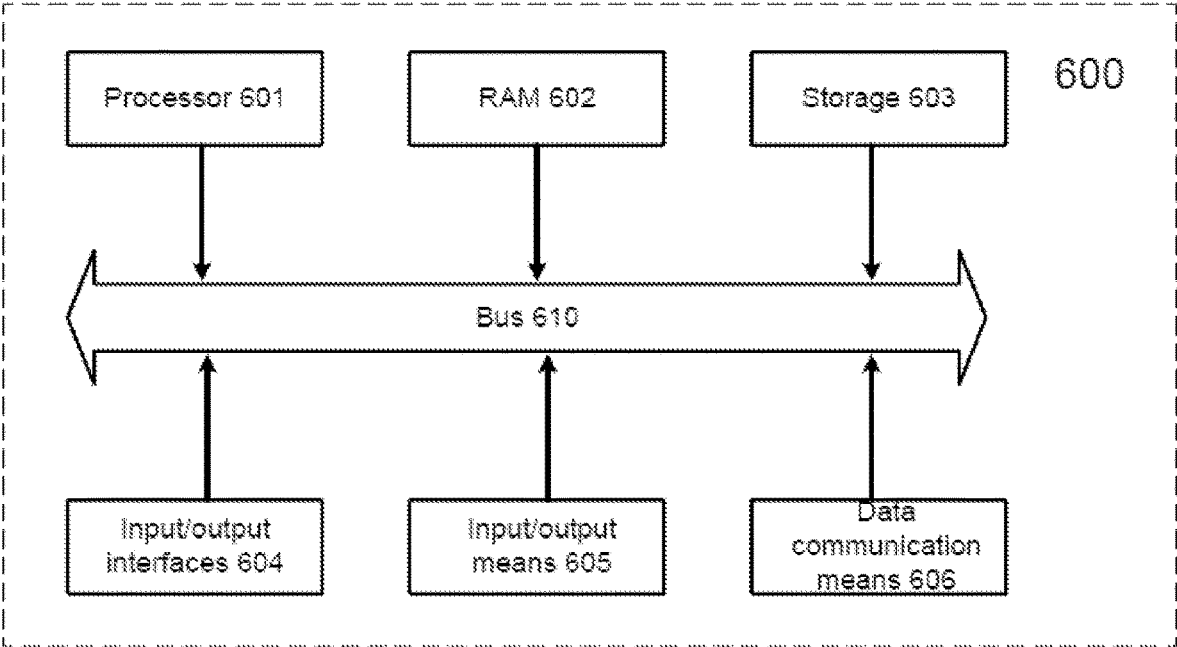 600
Processor 601
RAM 602
Storage 603
Bus 610
Input/output
interfaces 604
Input/output
means 605
Data
communication
means 606